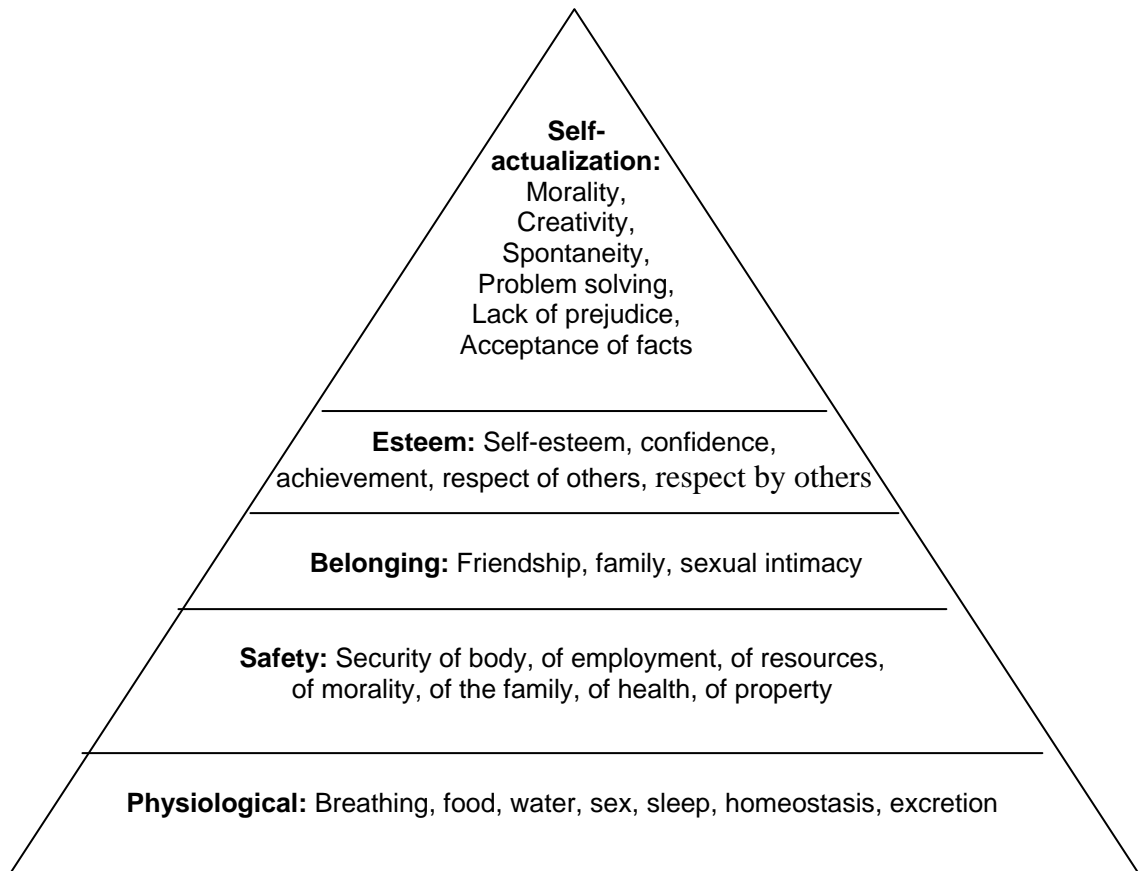 Self-
actualization:
Morality,
Creativity,
Spontaneity,
Problem solving,
Lack of prejudice,
Acceptance of facts
Esteem: Self-esteem, confidence,
achievement, respect of others, respect by others
Belonging: Friendship, family, sexual intimacy
Safety: Security of body, of employment, of resources,
of morality, of the family, of health, of property
Physiological: Breathing, food, water, sex, sleep, homeostasis, excretion